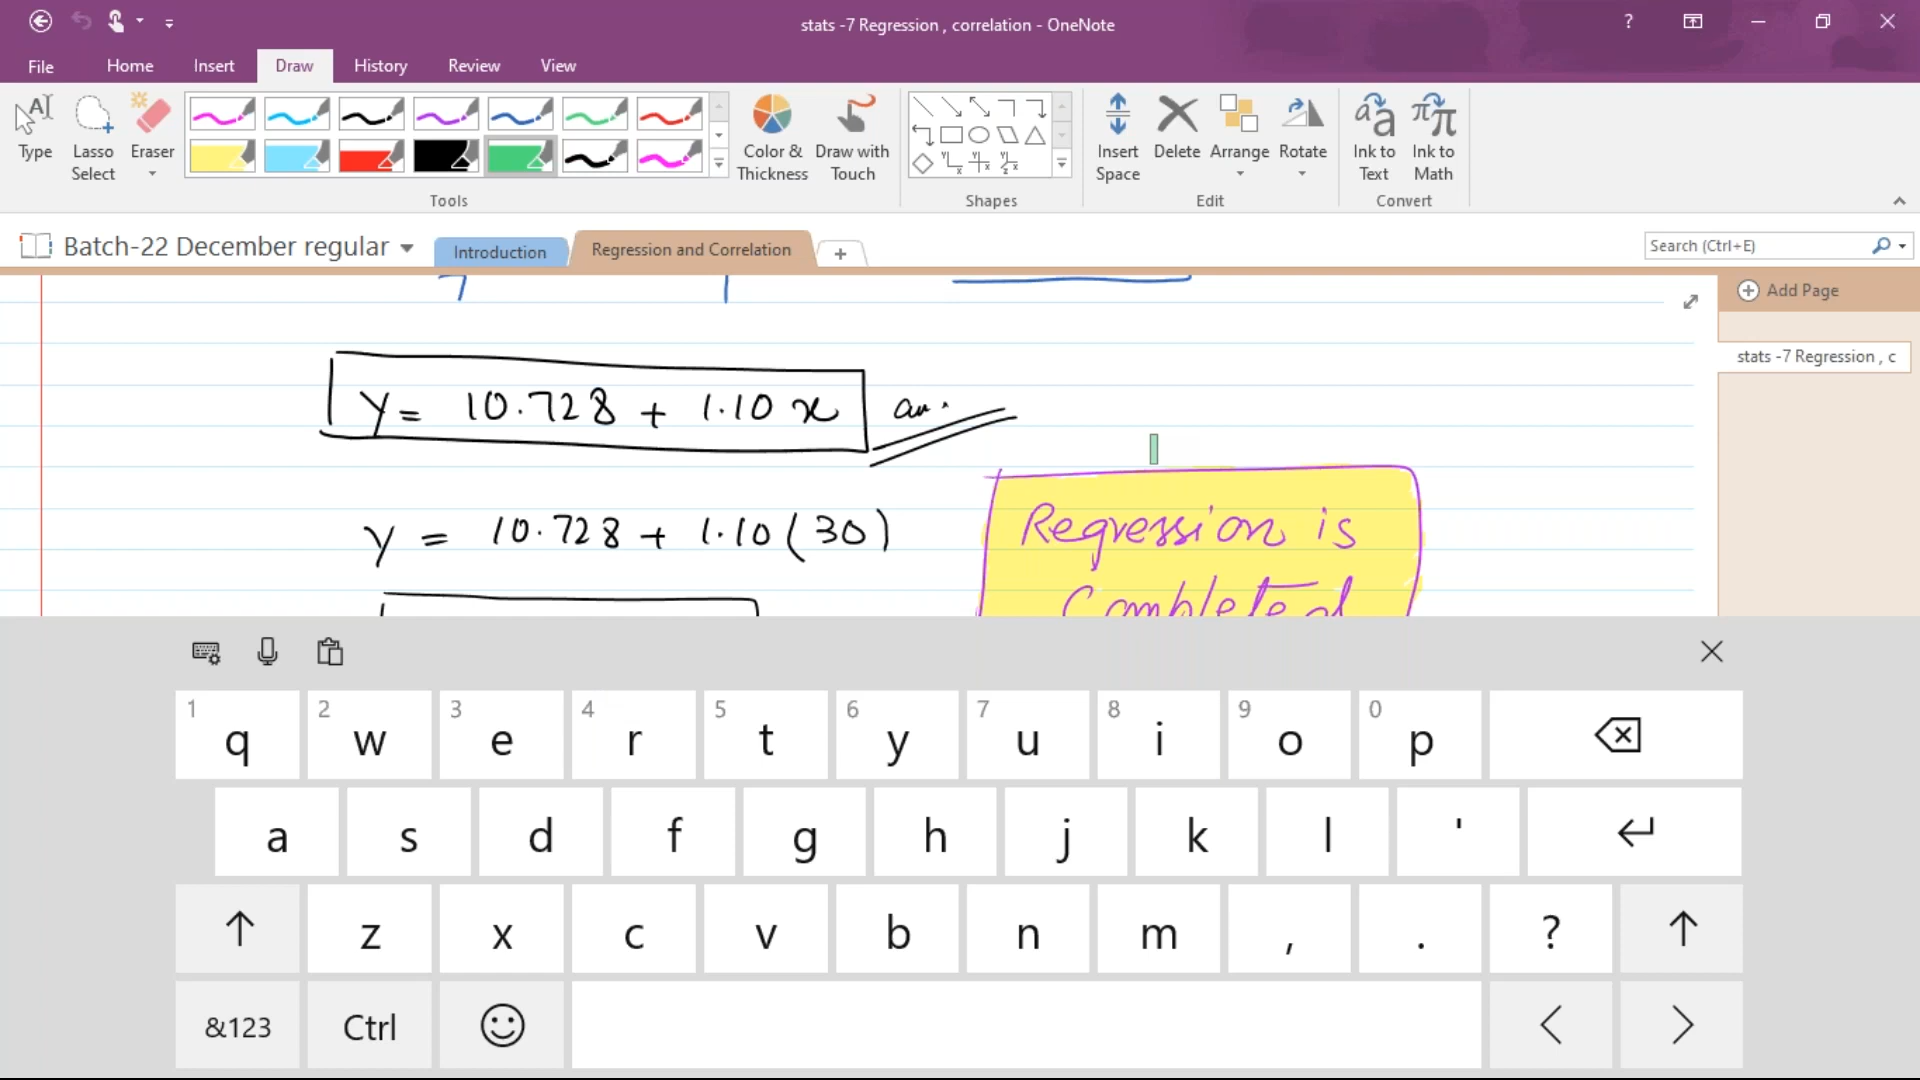 stats -7 Regression , correlation - OneNote
?
File Home Insert Draw History Review View
Type
Lasso Select
Eraser
Color & Thickness
Draw with Touch
Insert Space
Delete
Arrange
Rotate
Ink to Text
Ink to Math
Tools
Shapes
Edit
Convert
Batch-22 December regular
Introduction
Regression and Correlation
+
Search (Ctrl+E)
Add Page
stats -7 Regression , c
y = 10.728 + 1.10 x
y = 10.728 + 1.10 (30)
Regression is
Completed
1 2 3 4 5 6 7 8 9 0
q w e r t y u i o p
a s d f g h j k l '
z x c v b n m , . ?
&123 Ctrl